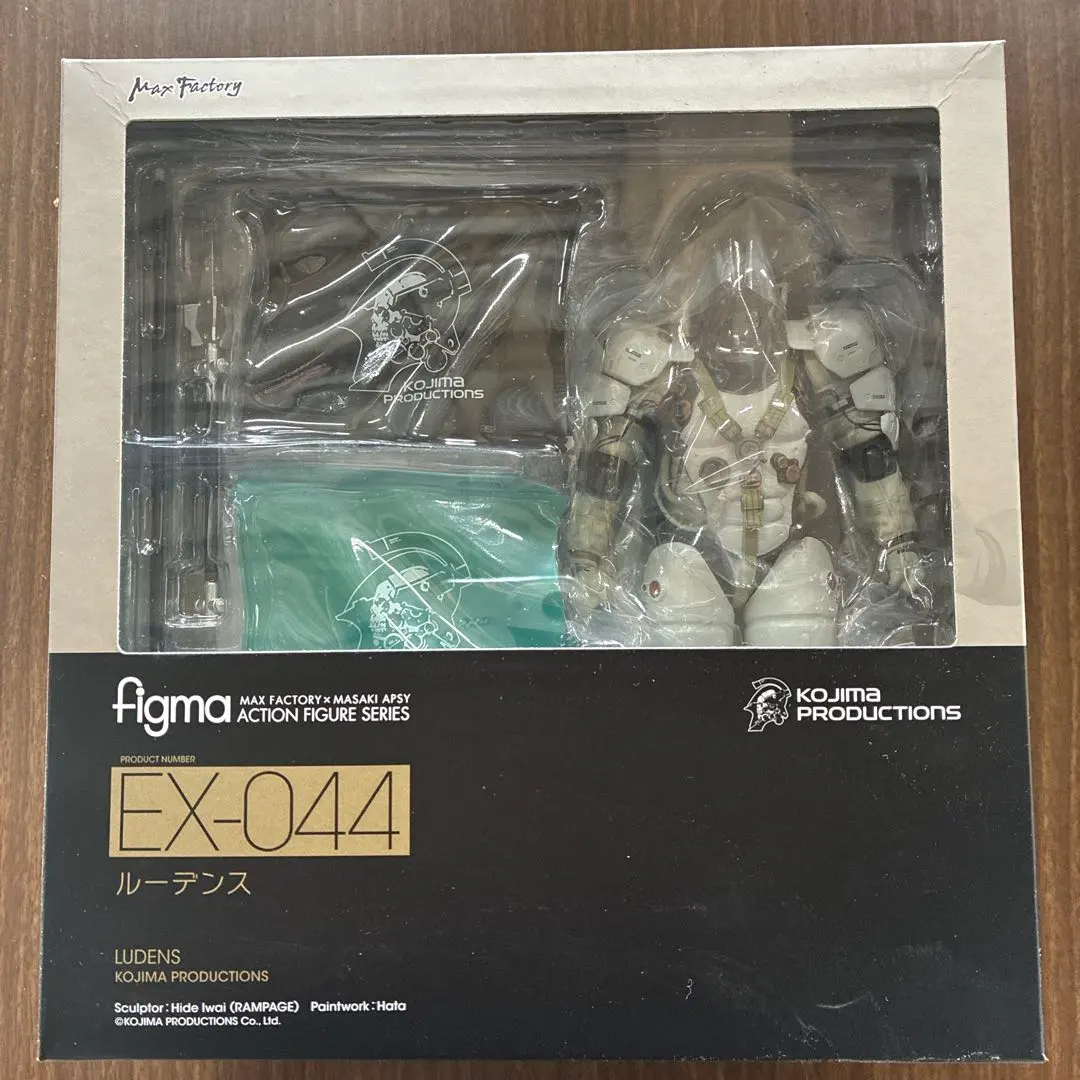 Max Factory
KOJIMA
PRODUCTIONS
figma
MAX FACTORY × MASAKI APSY
ACTION FIGURE SERIES
KOJIMA
PRODUCTIONS
PRODUCT NUMBER
EX-044
ルーデンス
LUDENS
KOJIMA PRODUCTIONS
Sculptor : Hide Iwai (RAMPAGE) Paintwork : Hata
©KOJIMA PRODUCTIONS Co., Ltd.